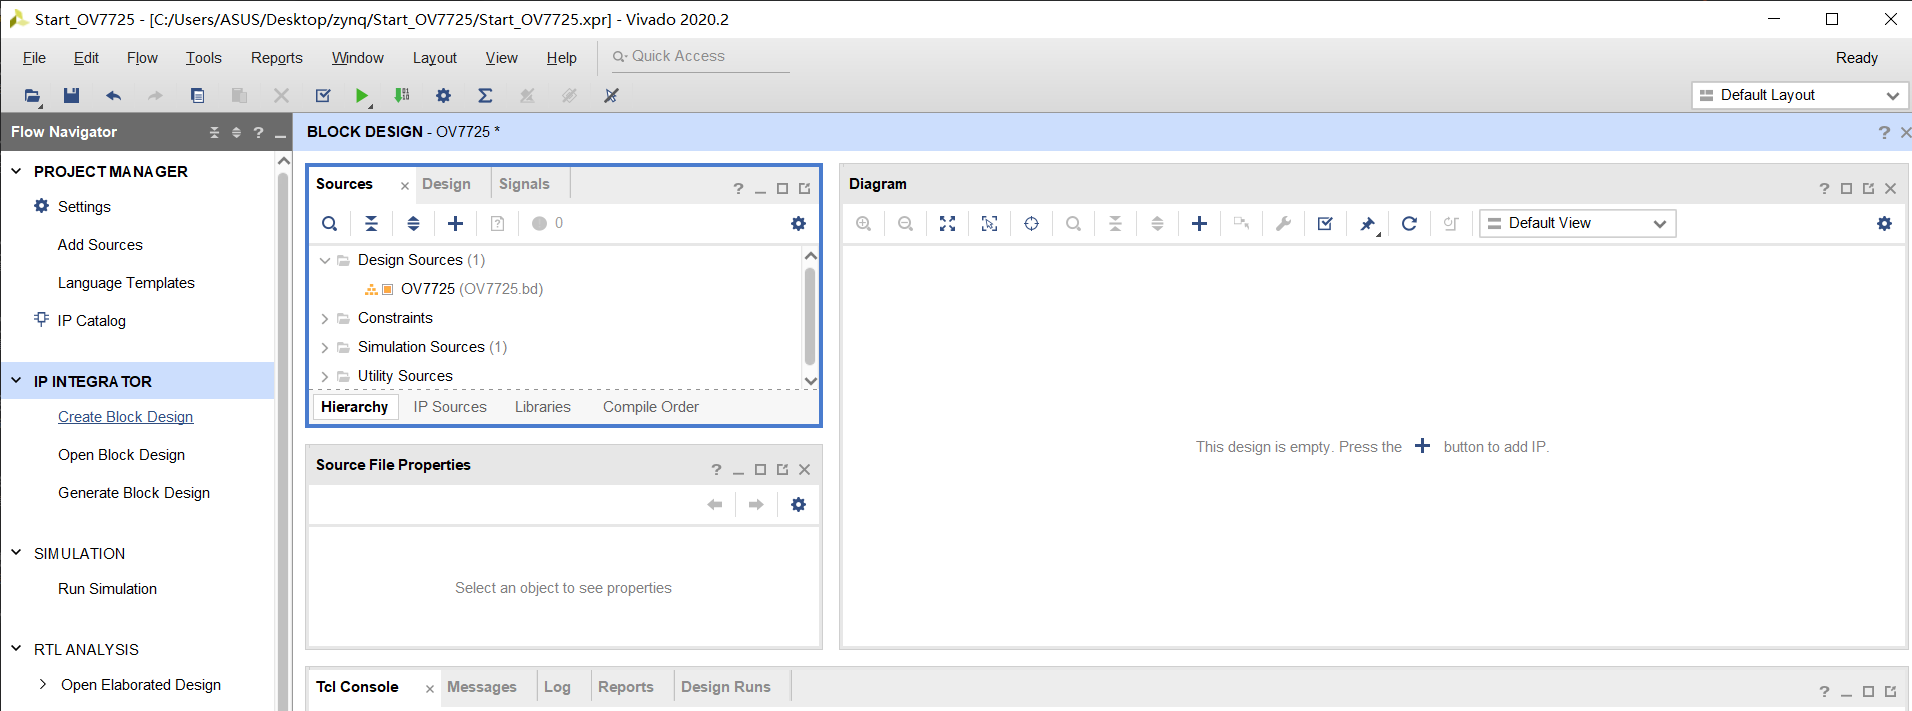 Start_OV7725 - [C:/Users/ASUS/Desktop/zynq/Start_OV7725/Start_OV7725.xpr] - Vivado 2020.2
File Edit Flow Tools Reports Window Layout View Help Quick Access Ready
Default Layout
Flow Navigator
PROJECT MANAGER
Settings
Add Sources
Language Templates
IP Catalog
IP INTEGRATOR
Create Block Design
Open Block Design
Generate Block Design
SIMULATION
Run Simulation
RTL ANALYSIS
Open Elaborated Design
BLOCK DESIGN - OV7725 *
Sources Design Signals
0
Design Sources (1)
OV7725 (OV7725.bd)
Constraints
Simulation Sources (1)
Utility Sources
Hierarchy IP Sources Libraries Compile Order
Source File Properties
Select an object to see properties
Diagram
Default View
This design is empty. Press the + button to add IP.
Tcl Console Messages Log Reports Design Runs